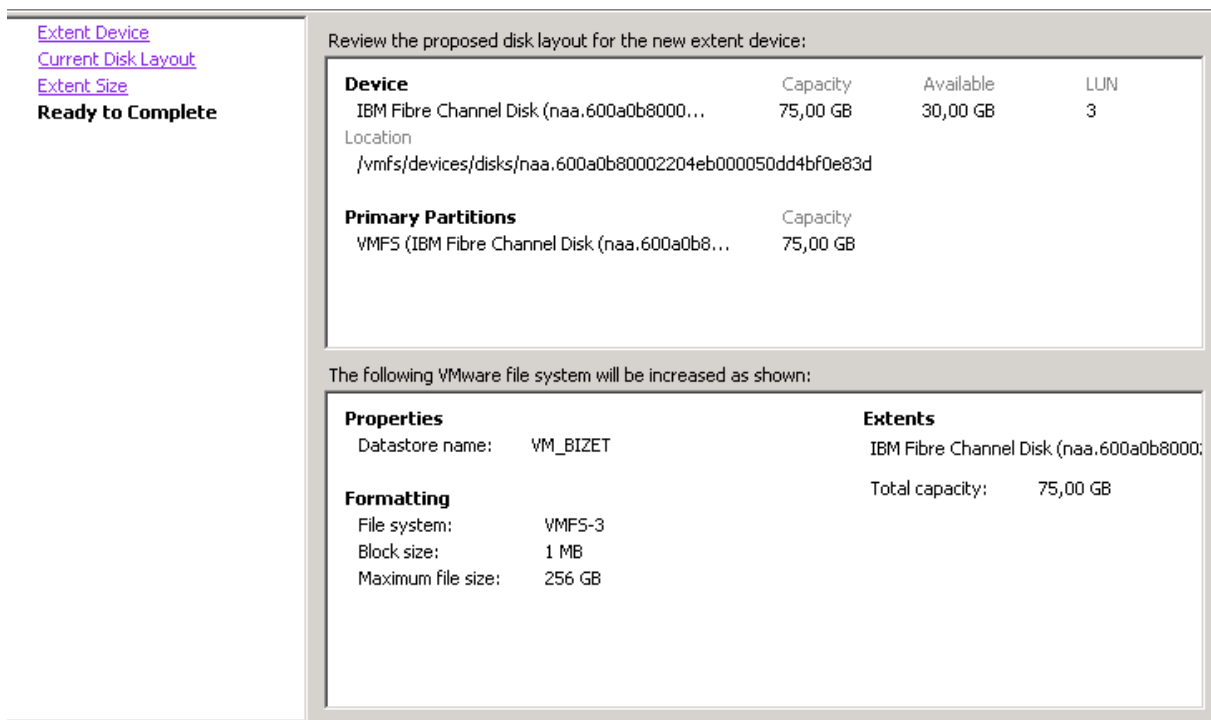 Extent Device
Current Disk Layout
Extent Size
Ready to Complete
Review the proposed disk layout for the new extent device:
Device Capacity Available LUN
IBM Fibre Channel Disk (naa.600a0b8000... 75,00 GB 30,00 GB 3
Location
/vmfs/devices/disks/naa.600a0b80002204eb000050dd4bf0e83d
Primary Partitions Capacity
VMFS (IBM Fibre Channel Disk (naa.600a0b8... 75,00 GB
The following VMware file system will be increased as shown:
Properties
Datastore name: VM_BIZET
Formatting
File system: VMFS-3
Block size: 1 MB
Maximum file size: 256 GB
Extents
IBM Fibre Channel Disk (naa.600a0b8000
Total capacity: 75,00 GB